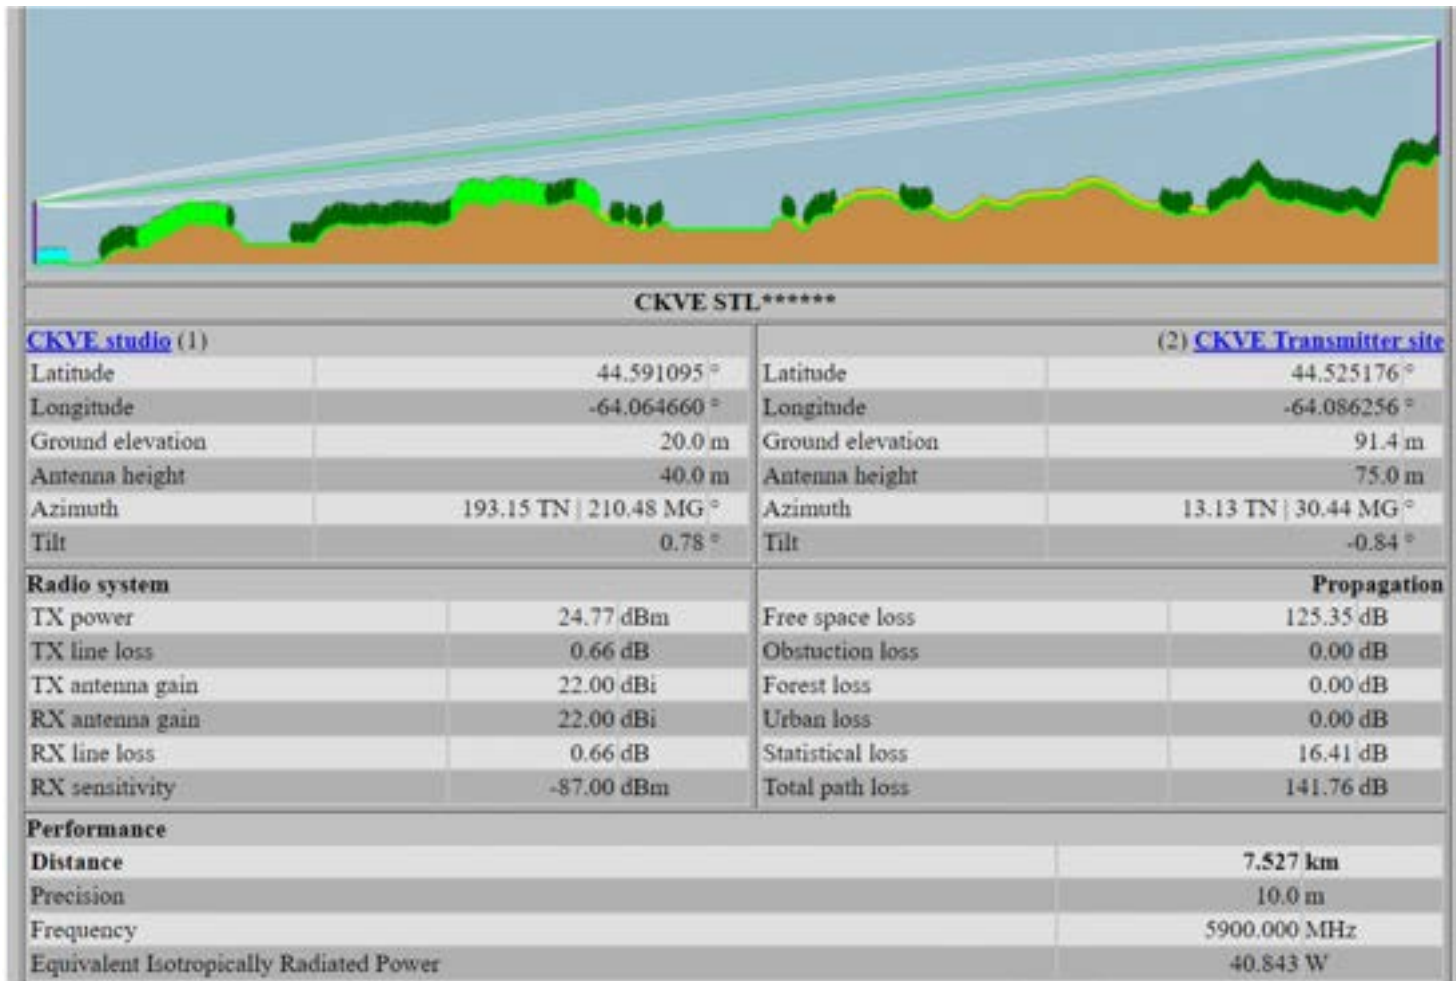 CKVE STL******
CKVE studio (1)
(2) CKVE Transmitter site
Latitude 44.591095 ° Latitude 44.525176 °
Longitude -64.064660 ° Longitude -64.086256 °
Ground elevation 20.0 m Ground elevation 91.4 m
Antenna height 40.0 m Antenna height 75.0 m
Azimuth 193.15 TN | 210.48 MG ° Azimuth 13.13 TN | 30.44 MG °
Tilt 0.78 ° Tilt -0.84 °
Radio system Propagation
TX power 24.77 dBm Free space loss 125.35 dB
TX line loss 0.66 dB Obstuction loss 0.00 dB
TX antenna gain 22.00 dBi Forest loss 0.00 dB
RX antenna gain 22.00 dBi Urban loss 0.00 dB
RX line loss 0.66 dB Statistical loss 16.41 dB
RX sensitivity -87.00 dBm Total path loss 141.76 dB
Performance
Distance 7.527 km
Precision 10.0 m
Frequency 5900.000 MHz
Equivalent Isotropically Radiated Power 40.843 W